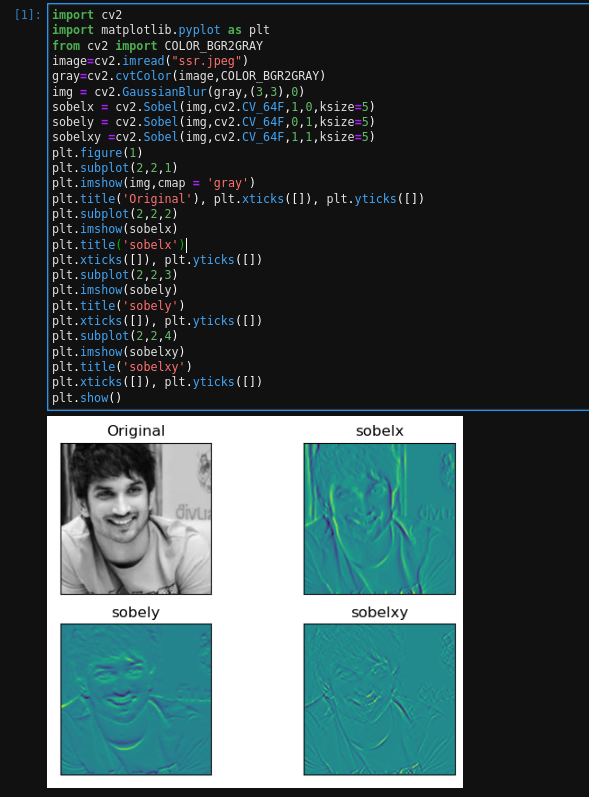 [1]: import cv2
import matplotlib.pyplot as plt
from cv2 import COLOR_BGR2GRAY
image=cv2.imread("ssr.jpeg")
gray=cv2.cvtColor(image,COLOR_BGR2GRAY)
img = cv2.GaussianBlur(gray,(3,3),0)
sobelx = cv2.Sobel(img,cv2.CV_64F,1,0,ksize=5)
sobely = cv2.Sobel(img,cv2.CV_64F,0,1,ksize=5)
sobelxy =cv2.Sobel(img,cv2.CV_64F,1,1,ksize=5)
plt.figure(1)
plt.subplot(2,2,1)
plt.imshow(img,cmap = 'gray')
plt.title('Original'), plt.xticks([]), plt.yticks([])
plt.subplot(2,2,2)
plt.imshow(sobelx)
plt.title('sobelx')
plt.xticks([]), plt.yticks([])
plt.subplot(2,2,3)
plt.imshow(sobely)
plt.title('sobely')
plt.xticks([]), plt.yticks([])
plt.subplot(2,2,4)
plt.imshow(sobelxy)
plt.title('sobelxy')
plt.xticks([]), plt.yticks([])
plt.show()
Original
sobelx
sobely
sobelxy